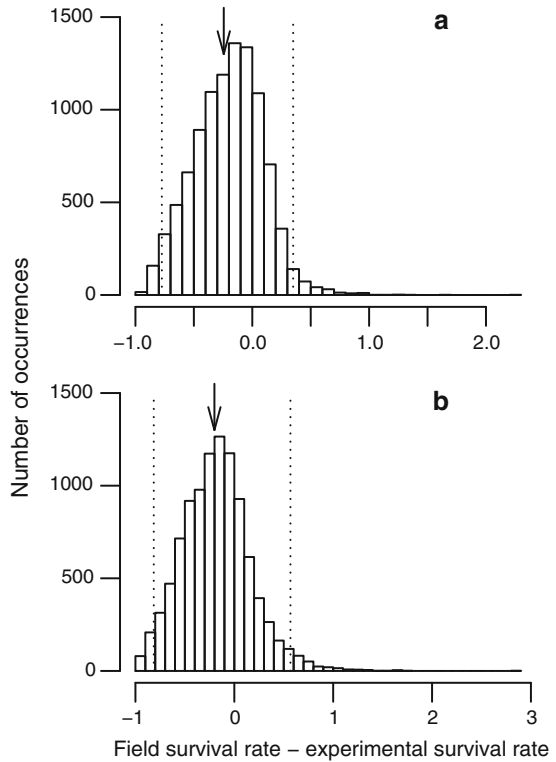 a
1500
1000
500
0
−1.0 0.0 1.0 2.0
Number of occurrences
b
1500
1000
500
0
−1 0 1 2 3
Field survival rate − experimental survival rate